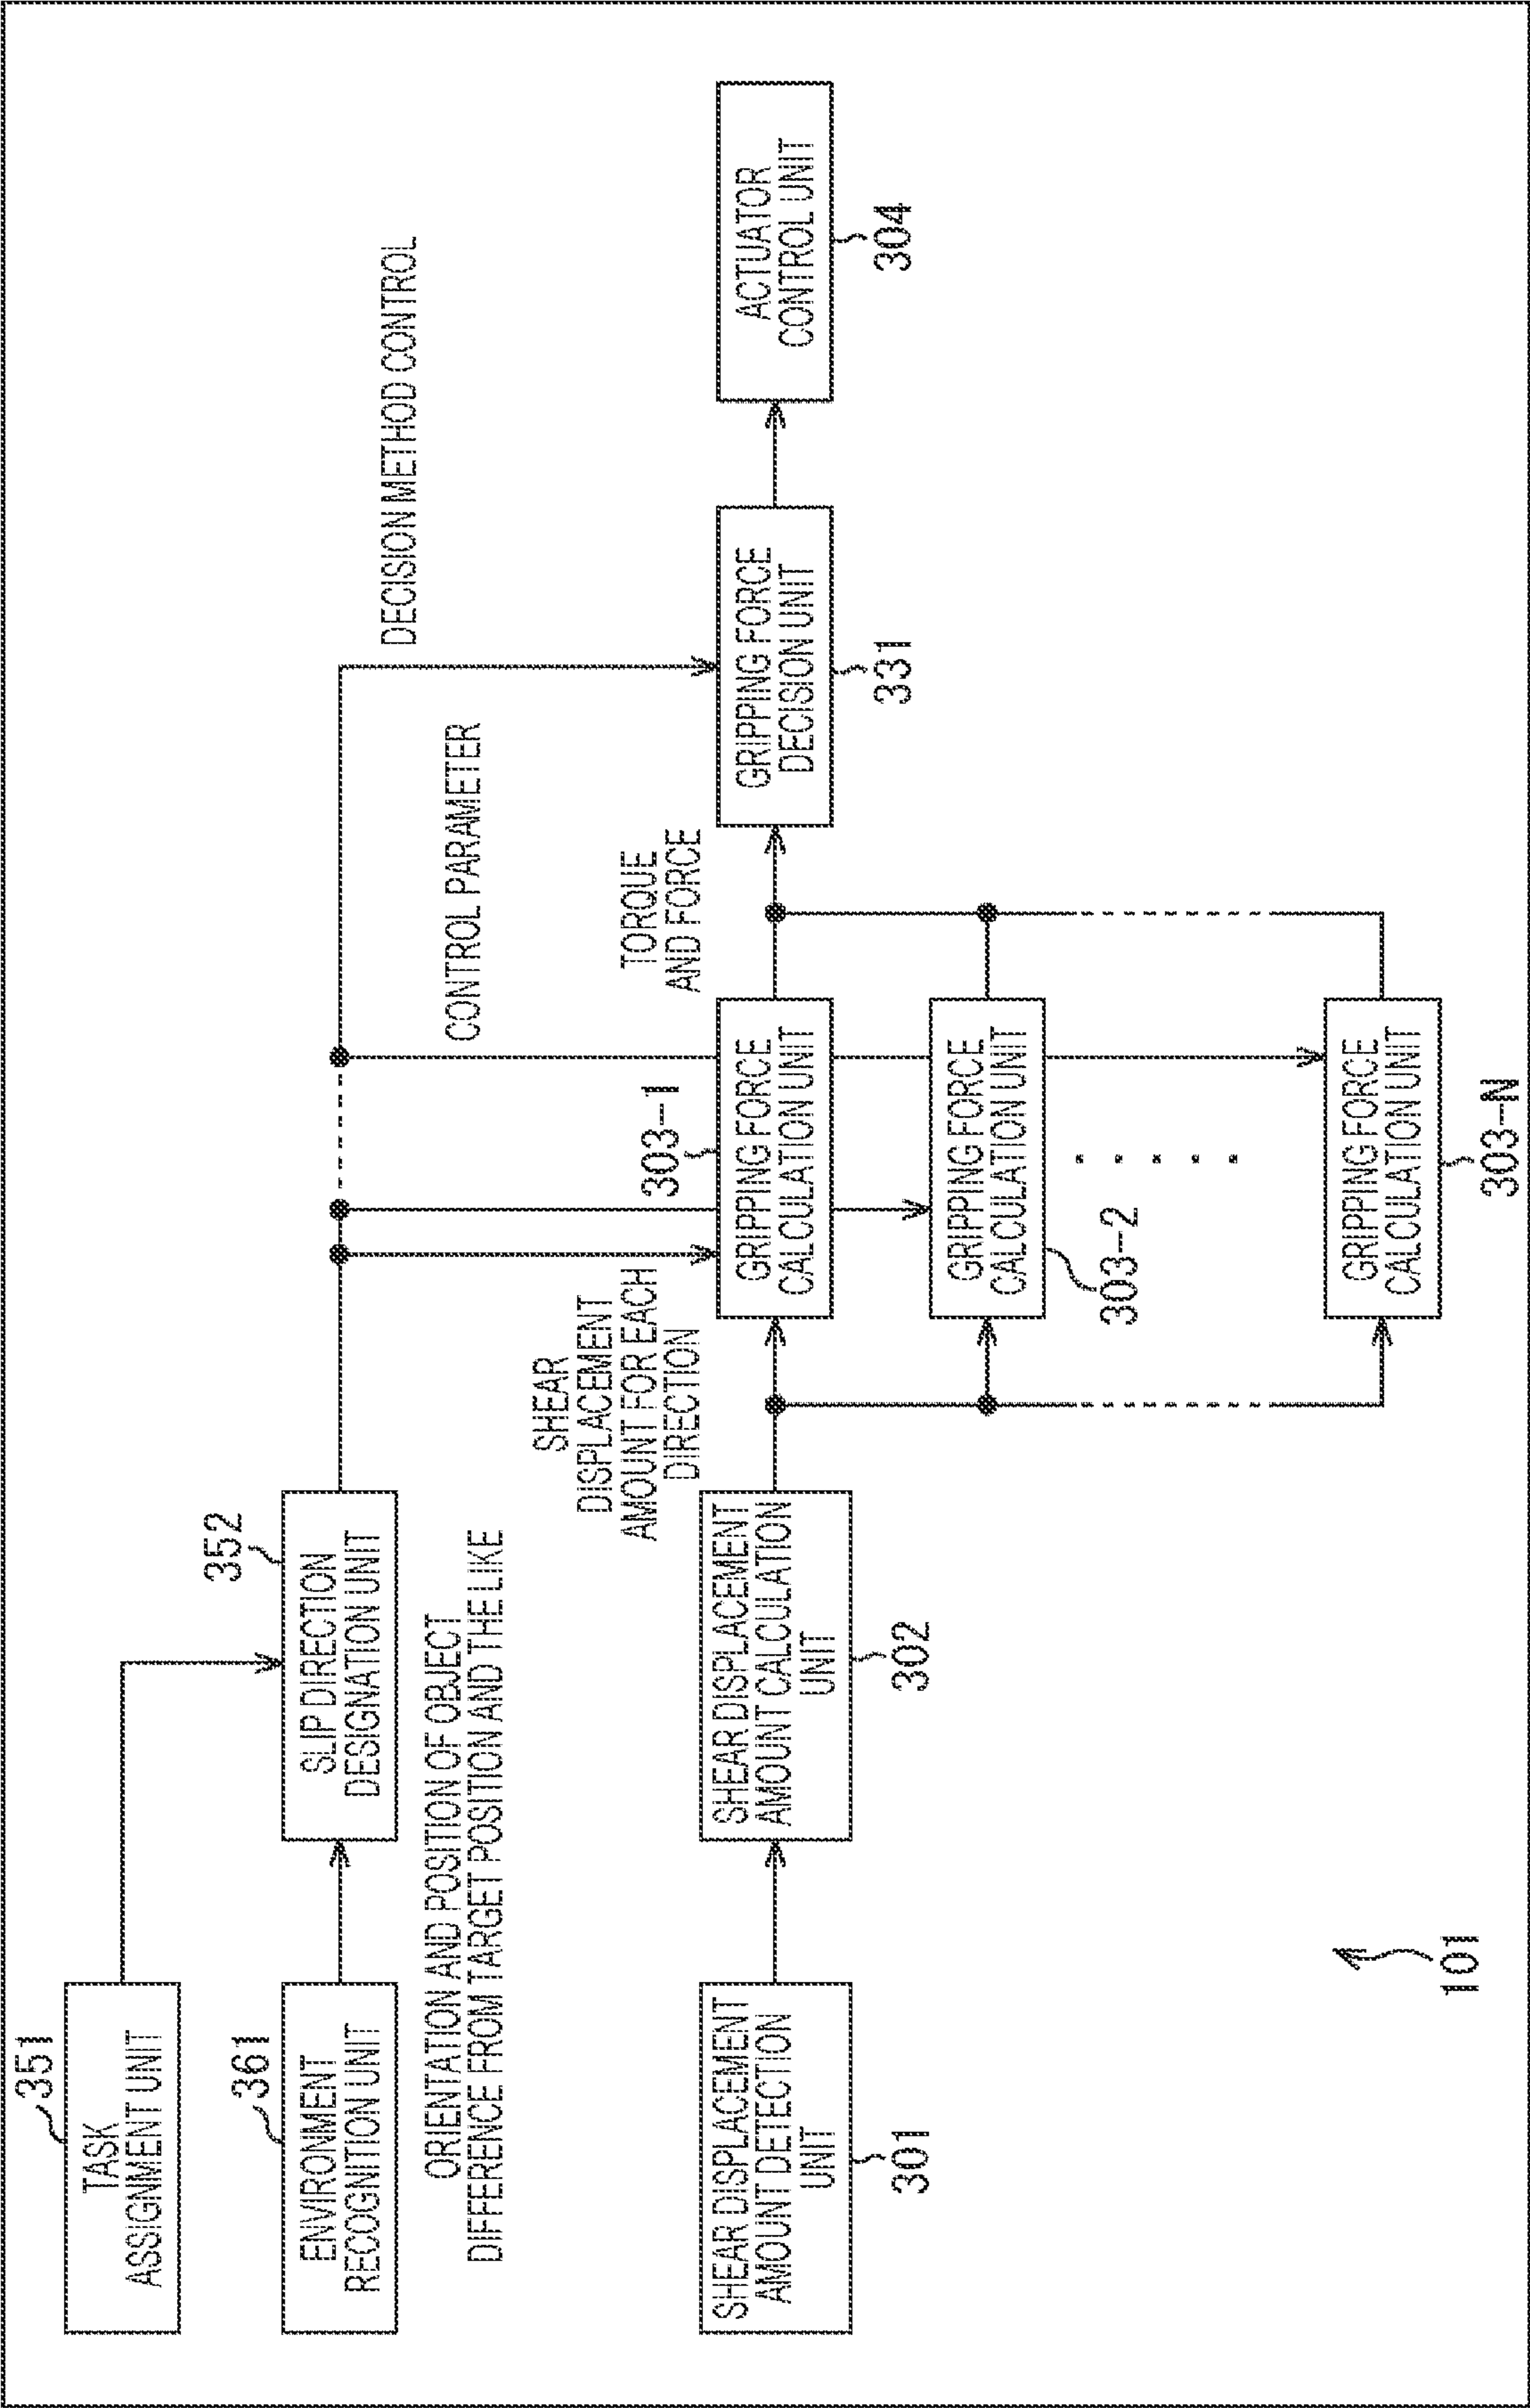 351
TASK
ASSIGNMENT UNIT
361
ENVIRONMENT
RECOGNITION UNIT
352
SLIP DIRECTION
DESIGNATION UNIT
ORIENTATION AND POSITION OF OBJECT
DIFFERENCE FROM TARGET POSITION AND THE LIKE
DECISION METHOD CONTROL
CONTROL PARAMETER
SHEAR DISPLACEMENT
AMOUNT DETECTION
UNIT
301
SHEAR DISPLACEMENT
AMOUNT CALCULATION
UNIT
302
SHEAR
DISPLACEMENT
AMOUNT FOR EACH
DIRECTION
303-1
GRIPPING FORCE
CALCULATION UNIT
TORQUE
AND FORCE
GRIPPING FORCE
DECISION UNIT
331
ACTUATOR
CONTROL UNIT
304
GRIPPING FORCE
CALCULATION UNIT
303-2
GRIPPING FORCE
CALCULATION UNIT
303-N
101